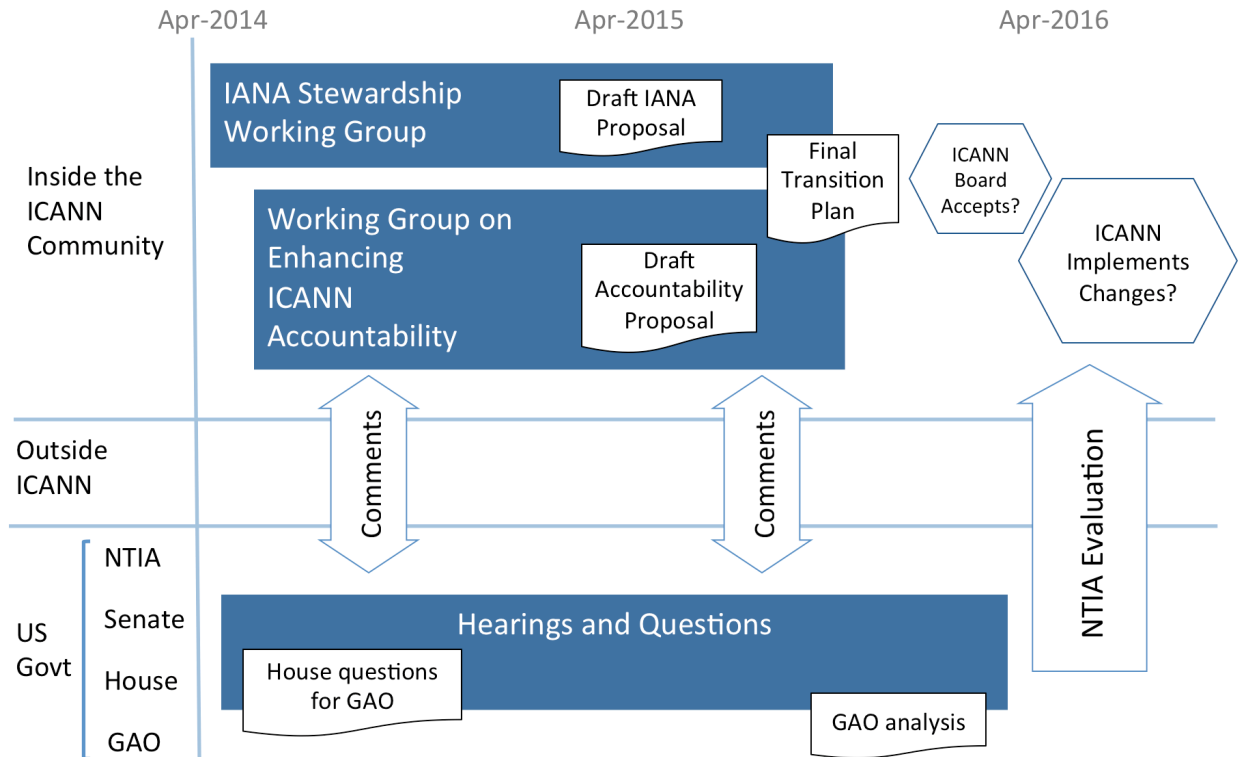 Apr-2014
Apr-2015
Apr-2016
Inside the
ICANN
Community
IANA Stewardship
Working Group
Draft IANA
Proposal
Final
Transition
Plan
ICANN
Board
Accepts?
ICANN
Implements
Changes?
Working Group on
Enhancing
ICANN
Accountability
Draft
Accountability
Proposal
Outside
ICANN
Comments
Comments
NTIA Evaluation
US
Govt
NTIA
Senate
House
GAO
Hearings and Questions
House questions
for GAO
GAO analysis